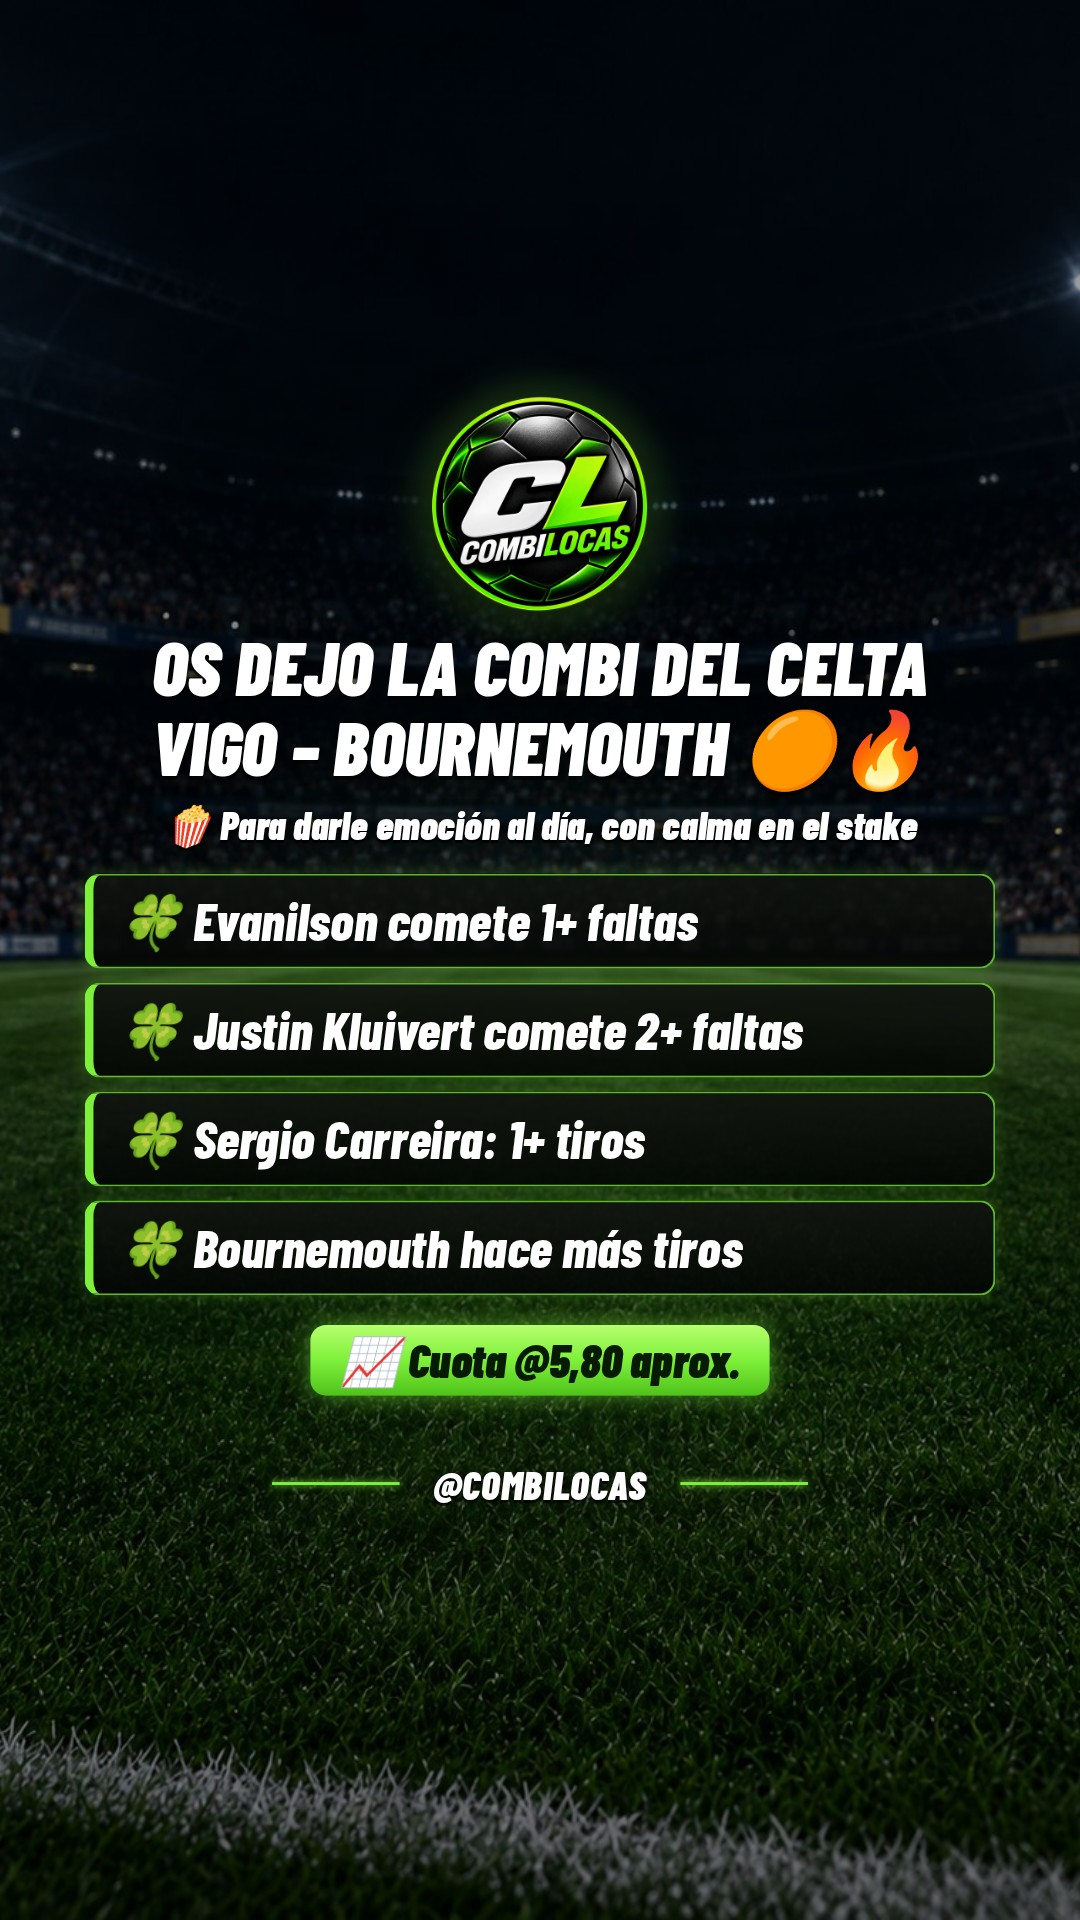 CL
COMBILOCAS
OS DEJO LA COMBI DEL CELTA
VIGO - BOURNEMOUTH 🟠🔥
🍿 Para darle emoción al día, con calma en el stake
🍀 Evanilson comete 1+ faltas
🍀 Justin Kluivert comete 2+ faltas
🍀 Sergio Carreira: 1+ tiros
🍀 Bournemouth hace más tiros
📈 Cuota @5,80 aprox.
@COMBILOCAS